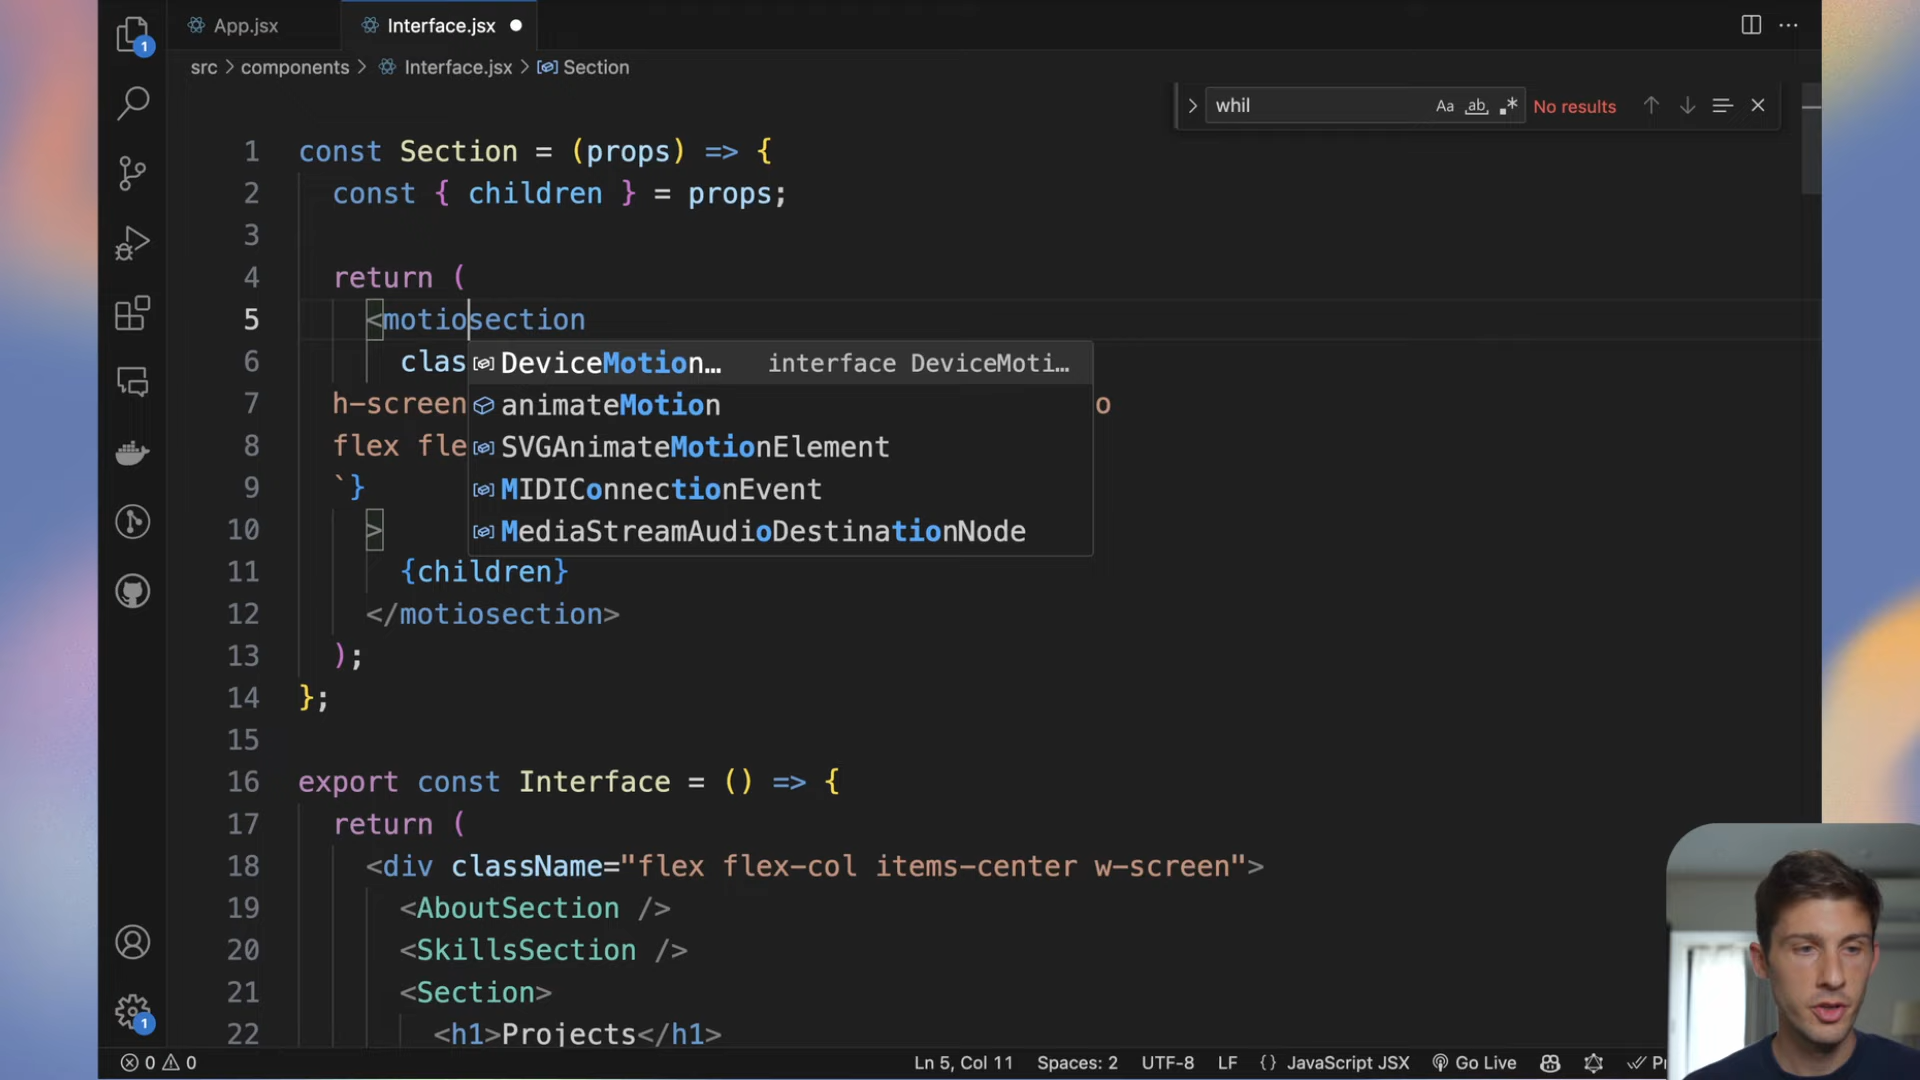 App.jsx
Interface.jsx
src > components > Interface.jsx > Section
whil
Aa ab .* No results
1 const Section = (props) => {
2 const { children } = props;
3
4 return (
5 <motiosection
6 clas
DeviceMotion… interface DeviceMoti…
7 h-screen
animateMotion
o
8 flex fle
SVGAnimateMotionElement
9 `}
MIDIConnectionEvent
10 >
MediaStreamAudioDestinationNode
11 {children}
12 </motiosection>
13 );
14 };
15
16 export const Interface = () => {
17 return (
18 <div className="flex flex-col items-center w-screen">
19 <AboutSection />
20 <SkillsSection />
21 <Section>
22 <h1>Projects</h1>
1
1
0 0
Ln 5, Col 11 Spaces: 2 UTF-8 LF {} JavaScript JSX Go Live